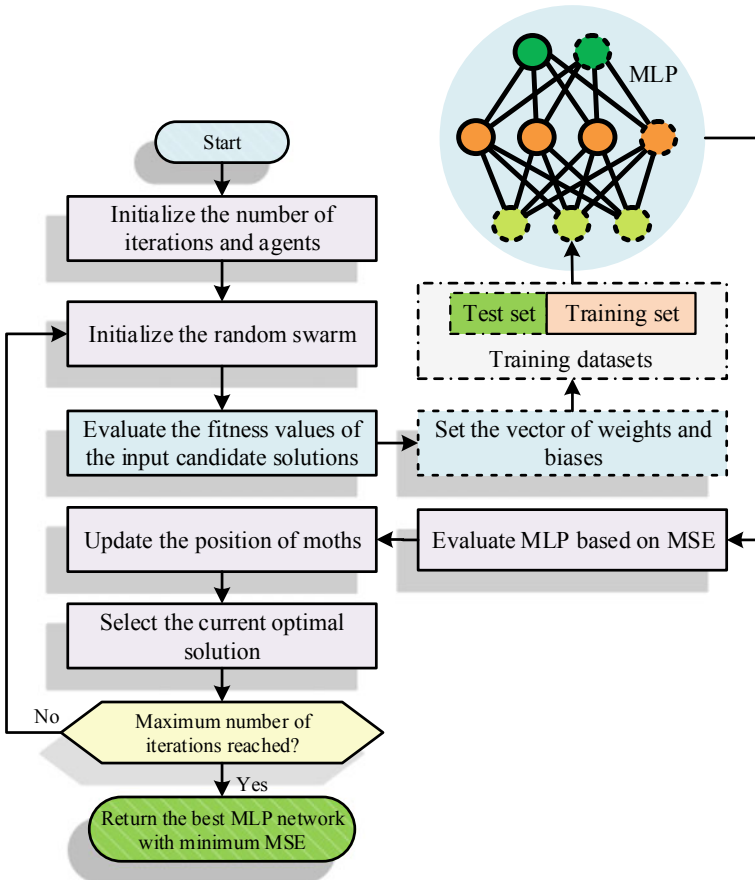 Start
Initialize the number of
iterations and agents
Initialize the random swarm
Evaluate the fitness values of
the input candidate solutions
Set the vector of weights and
biases
Test set
Training set
Training datasets
MLP
Evaluate MLP based on MSE
Update the position of moths
Select the current optimal
solution
Maximum number of
iterations reached?
No
Yes
Return the best MLP network
with minimum MSE